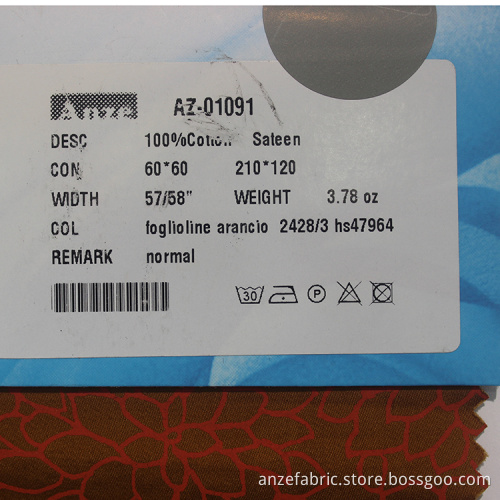 Anze AZ-01091
DESC 100%Cotton Sateen
CON 60*60 210*120
WIDTH 57/58" WEIGHT 3.78 oz
COL foglioline arancio 2428/3 hs47964
REMARK normal
30 P
anzefabric.store.bossgoo.com